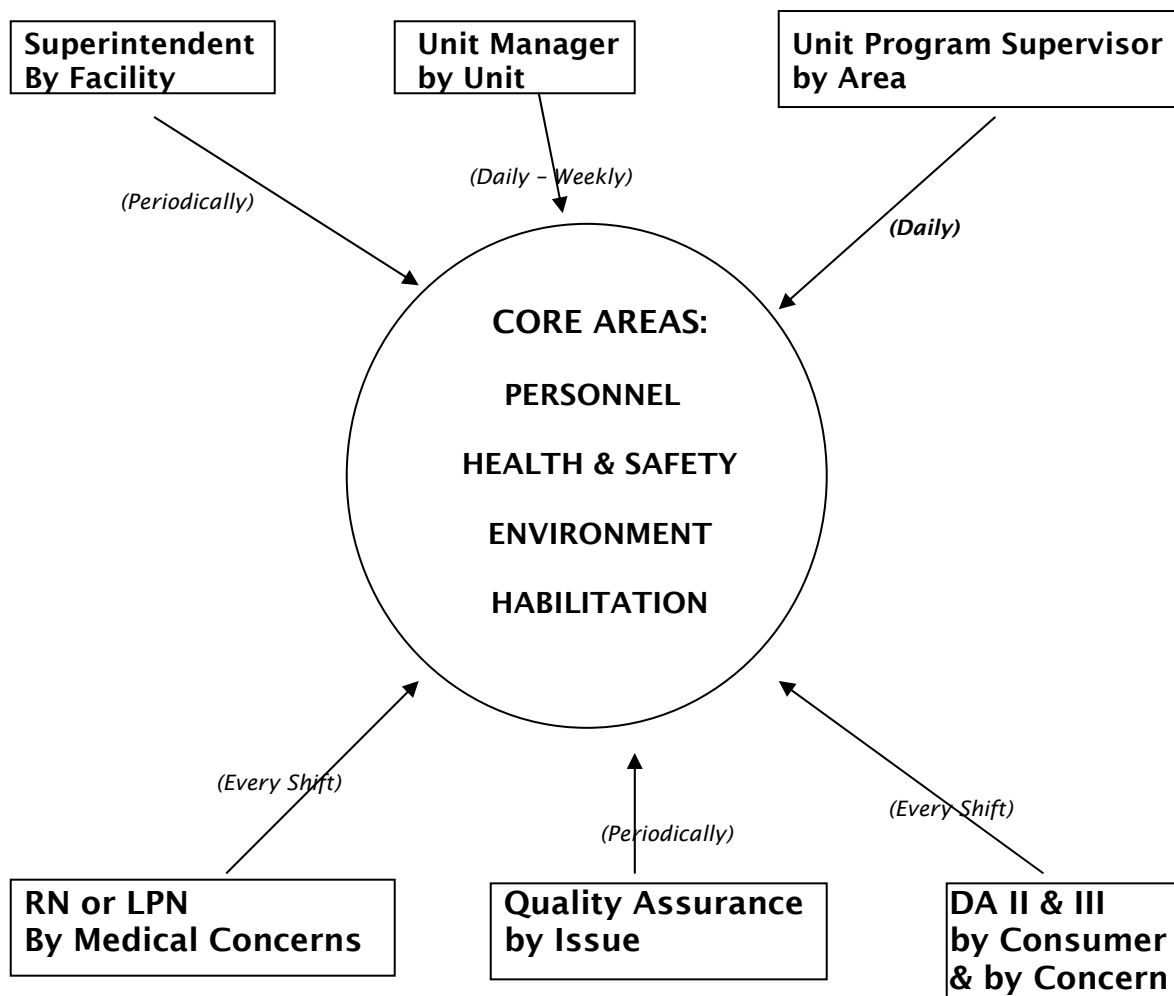 Superintendent
By Facility
Unit Manager
by Unit
Unit Program Supervisor
by Area
(Periodically)
(Daily – Weekly)
(Daily)
CORE AREAS:
PERSONNEL
HEALTH & SAFETY
ENVIRONMENT
HABILITATION
(Every Shift)
(Periodically)
(Every Shift)
RN or LPN
By Medical Concerns
Quality Assurance
by Issue
DA II & III
by Consumer
& by Concern